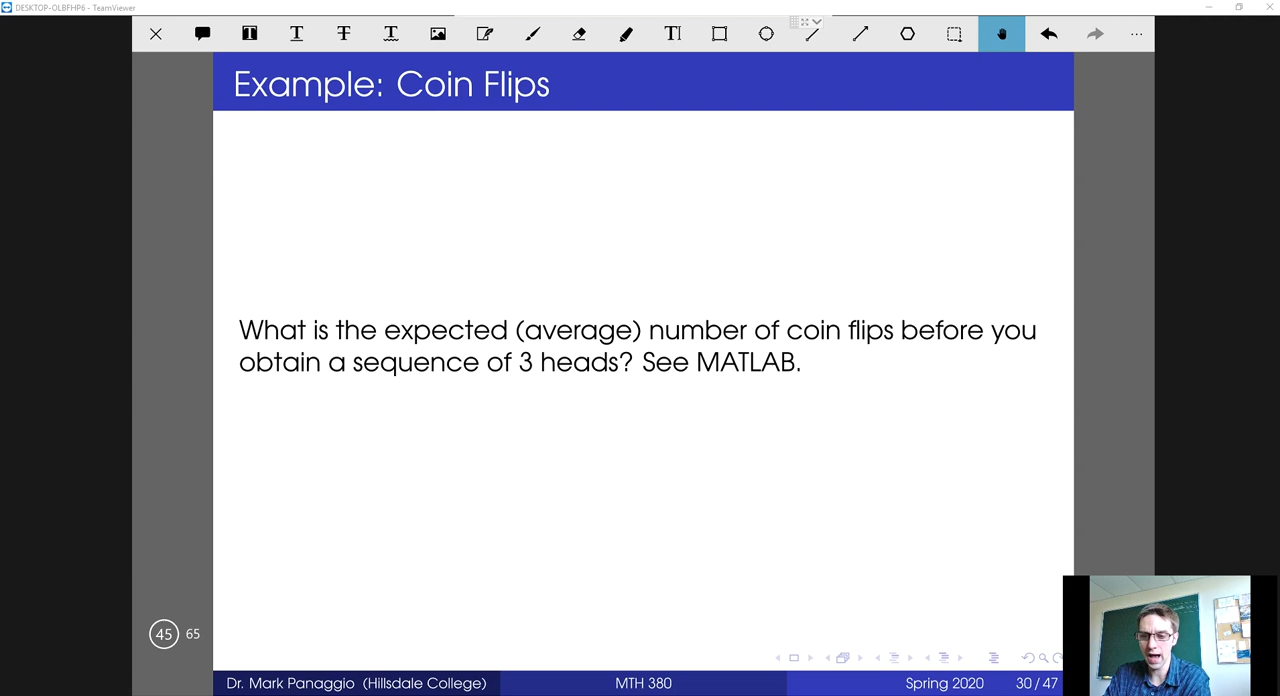 DESKTOP-OLBFHP6 - TeamViewer
Example: Coin Flips
What is the expected (average) number of coin flips before you
obtain a sequence of 3 heads? See MATLAB.
45 65
Dr. Mark Panaggio (Hillsdale College) MTH 380 Spring 2020 30 / 47